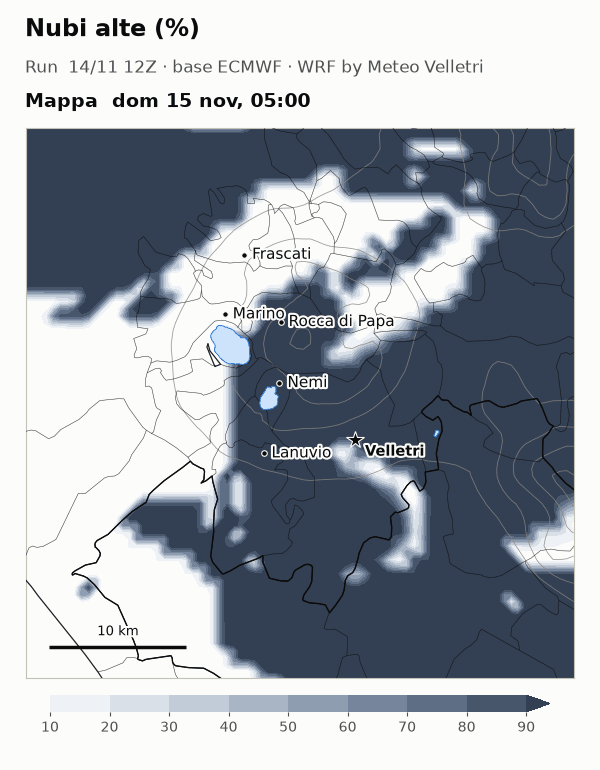 Nubi alte (%)
Run  14/11 12Z · base ECMWF · WRF by Meteo Velletri
Mappa  dom 15 nov, 05:00
Frascati
Marino
Rocca di Papa
Nemi
Lanuvio
Velletri
10 km
10 20 30 40 50 60 70 80 90